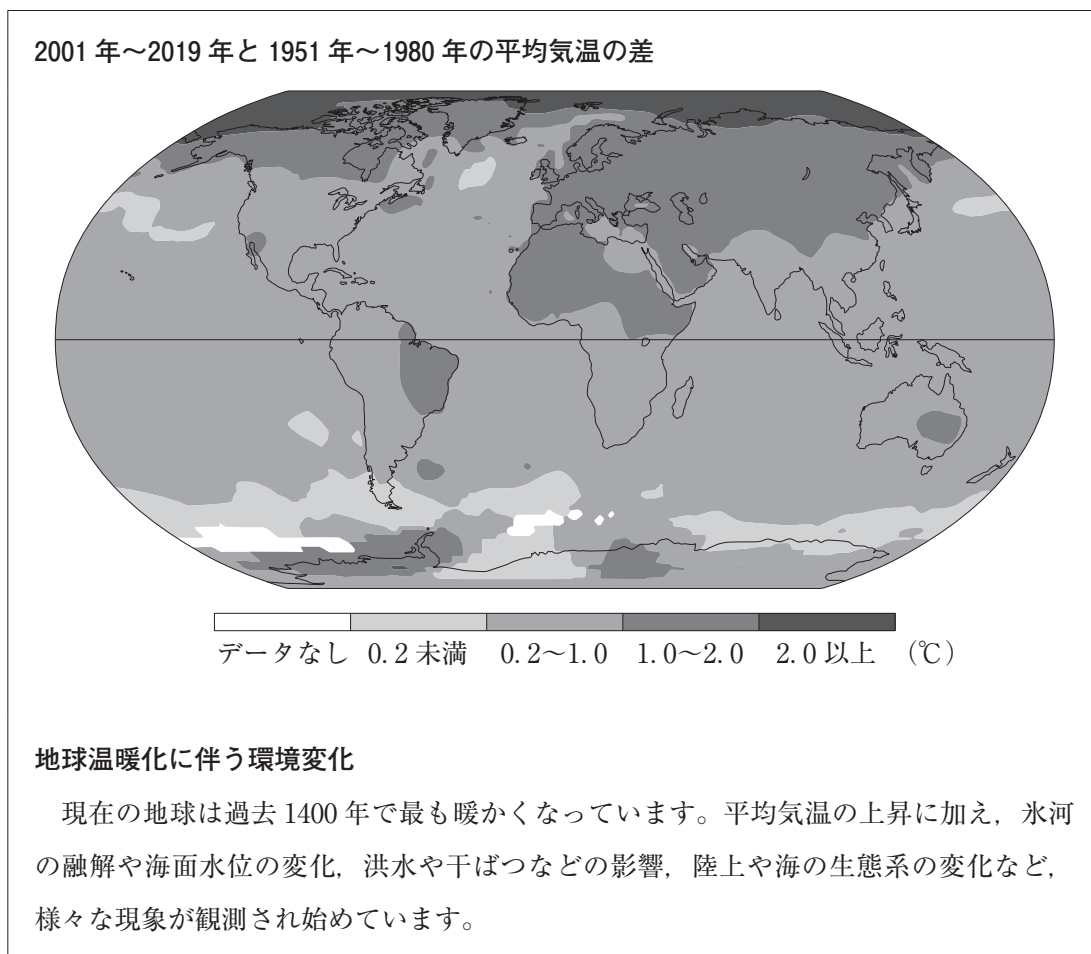 2001 年～2019 年と 1951 年～1980 年の平均気温の差
データなし 0.2 未満 0.2～1.0 1.0～2.0 2.0 以上 (℃)
地球温暖化に伴う環境変化
現在の地球は過去 1400 年で最も暖かくなっています。平均気温の上昇に加え，氷河
の融解や海面水位の変化，洪水や干ばつなどの影響，陸上や海の生態系の変化など，
様々な現象が観測され始めています。